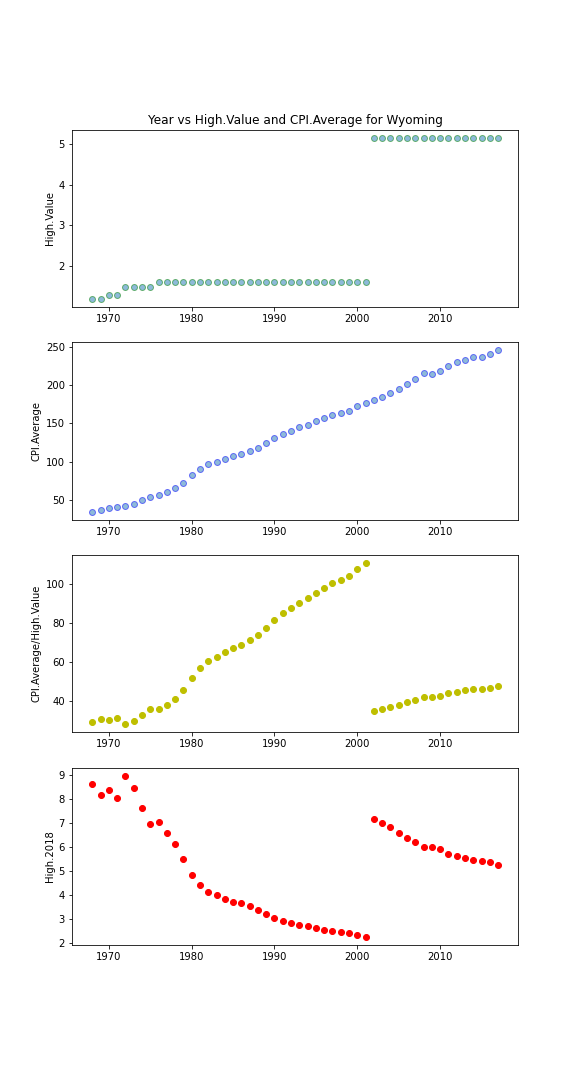 Year vs High.Value and CPI.Average for Wyoming
High.Value
5
4
3
2
1970 1980 1990 2000 2010
CPI.Average
250
200
150
100
50
1970 1980 1990 2000 2010
CPI.Average/High.Value
100
80
60
40
1970 1980 1990 2000 2010
High.2018
9
8
7
6
5
4
3
2
1970 1980 1990 2000 2010